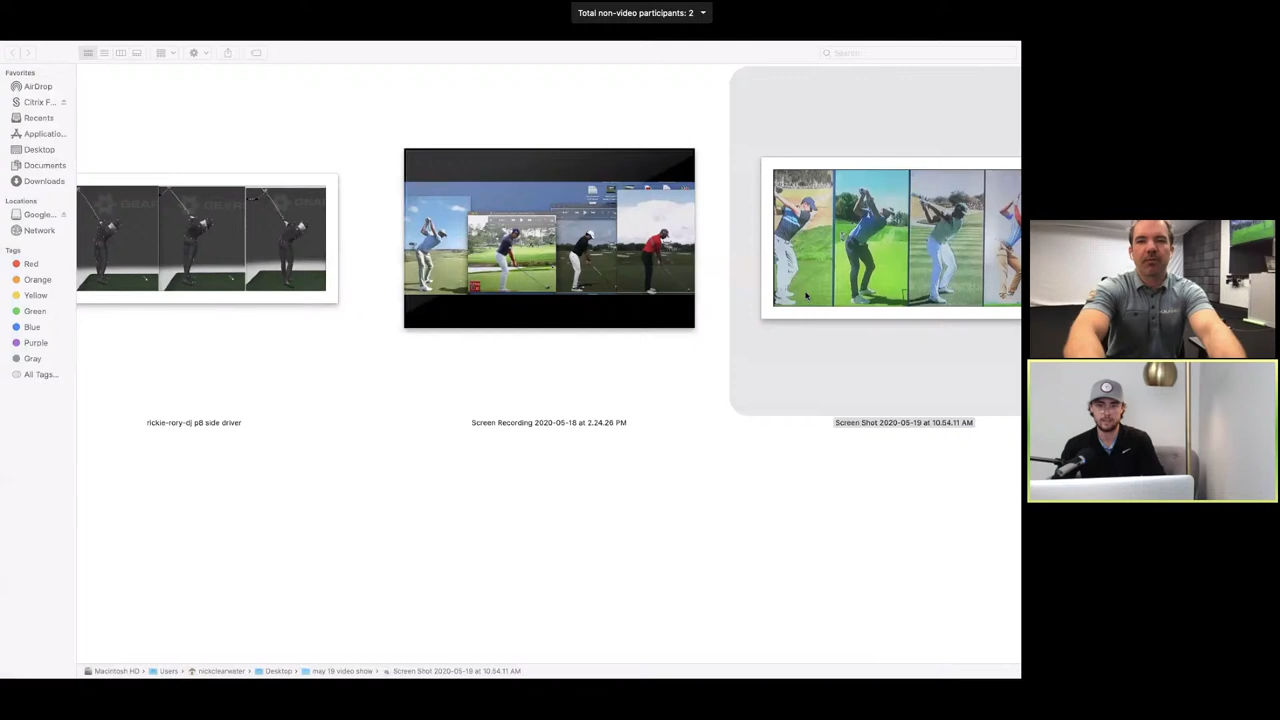 Total non-video participants: 2
Search
Favorites
AirDrop
Citrix F...
Recents
Applicatio...
Desktop
Documents
Downloads
Locations
Google...
Network
Tags
Red
Orange
Yellow
Green
Blue
Purple
Gray
All Tags...
GEAR
rickie-rory-dj p8 side driver
Screen Recording 2020-05-18 at 2.24.26 PM
Screen Shot 2020-05-19 at 10.54.11 AM
Macintosh HD > Users > nickclearwater > Desktop > may 19 video show > Screen Shot 2020-05-19 at 10.54.11 AM